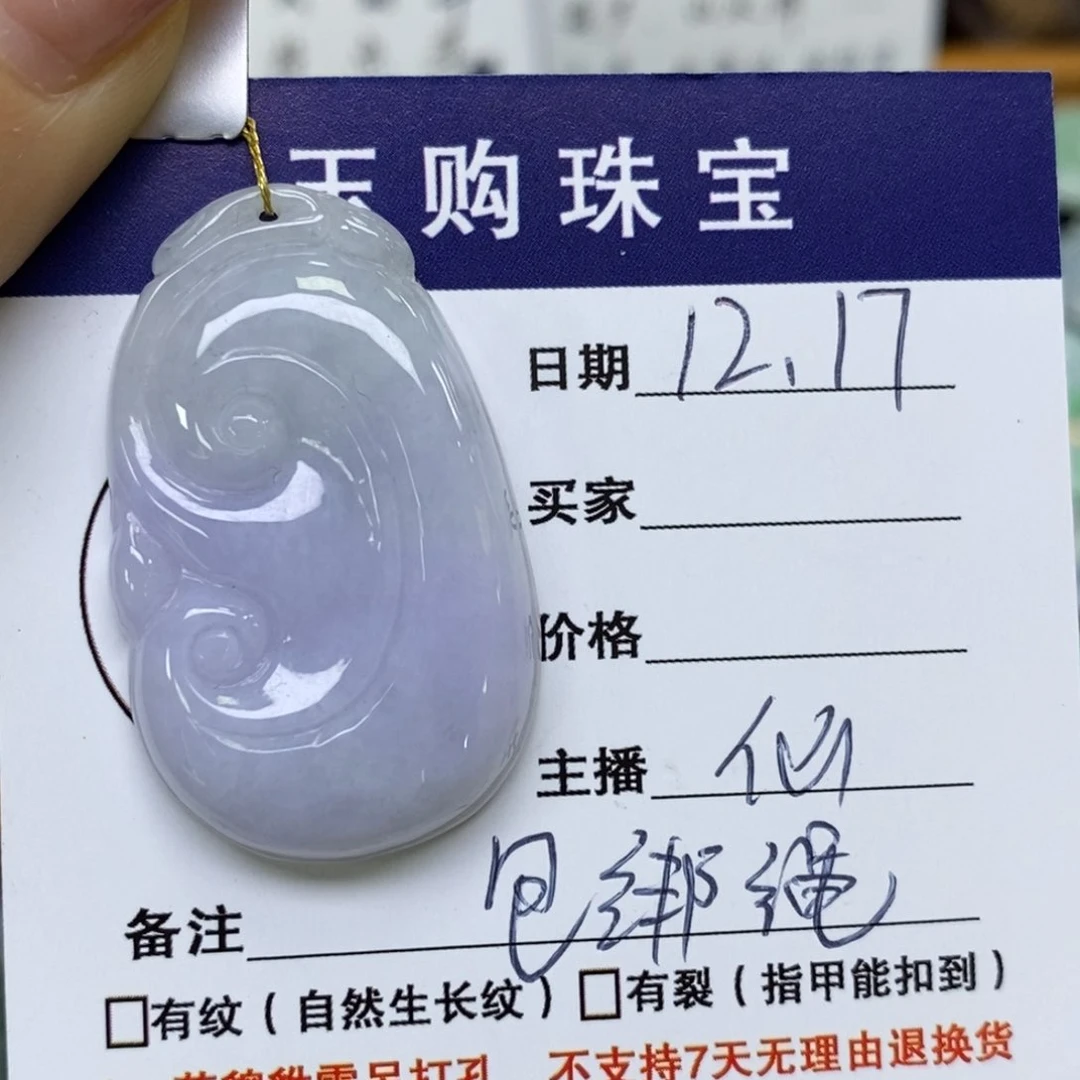 玉购珠宝
日期 12.17
买家
价格
主播 仙
备注 包绑绳
有纹（自然生长纹） 有裂（指甲能扣到）
不支持7天无理由退换货